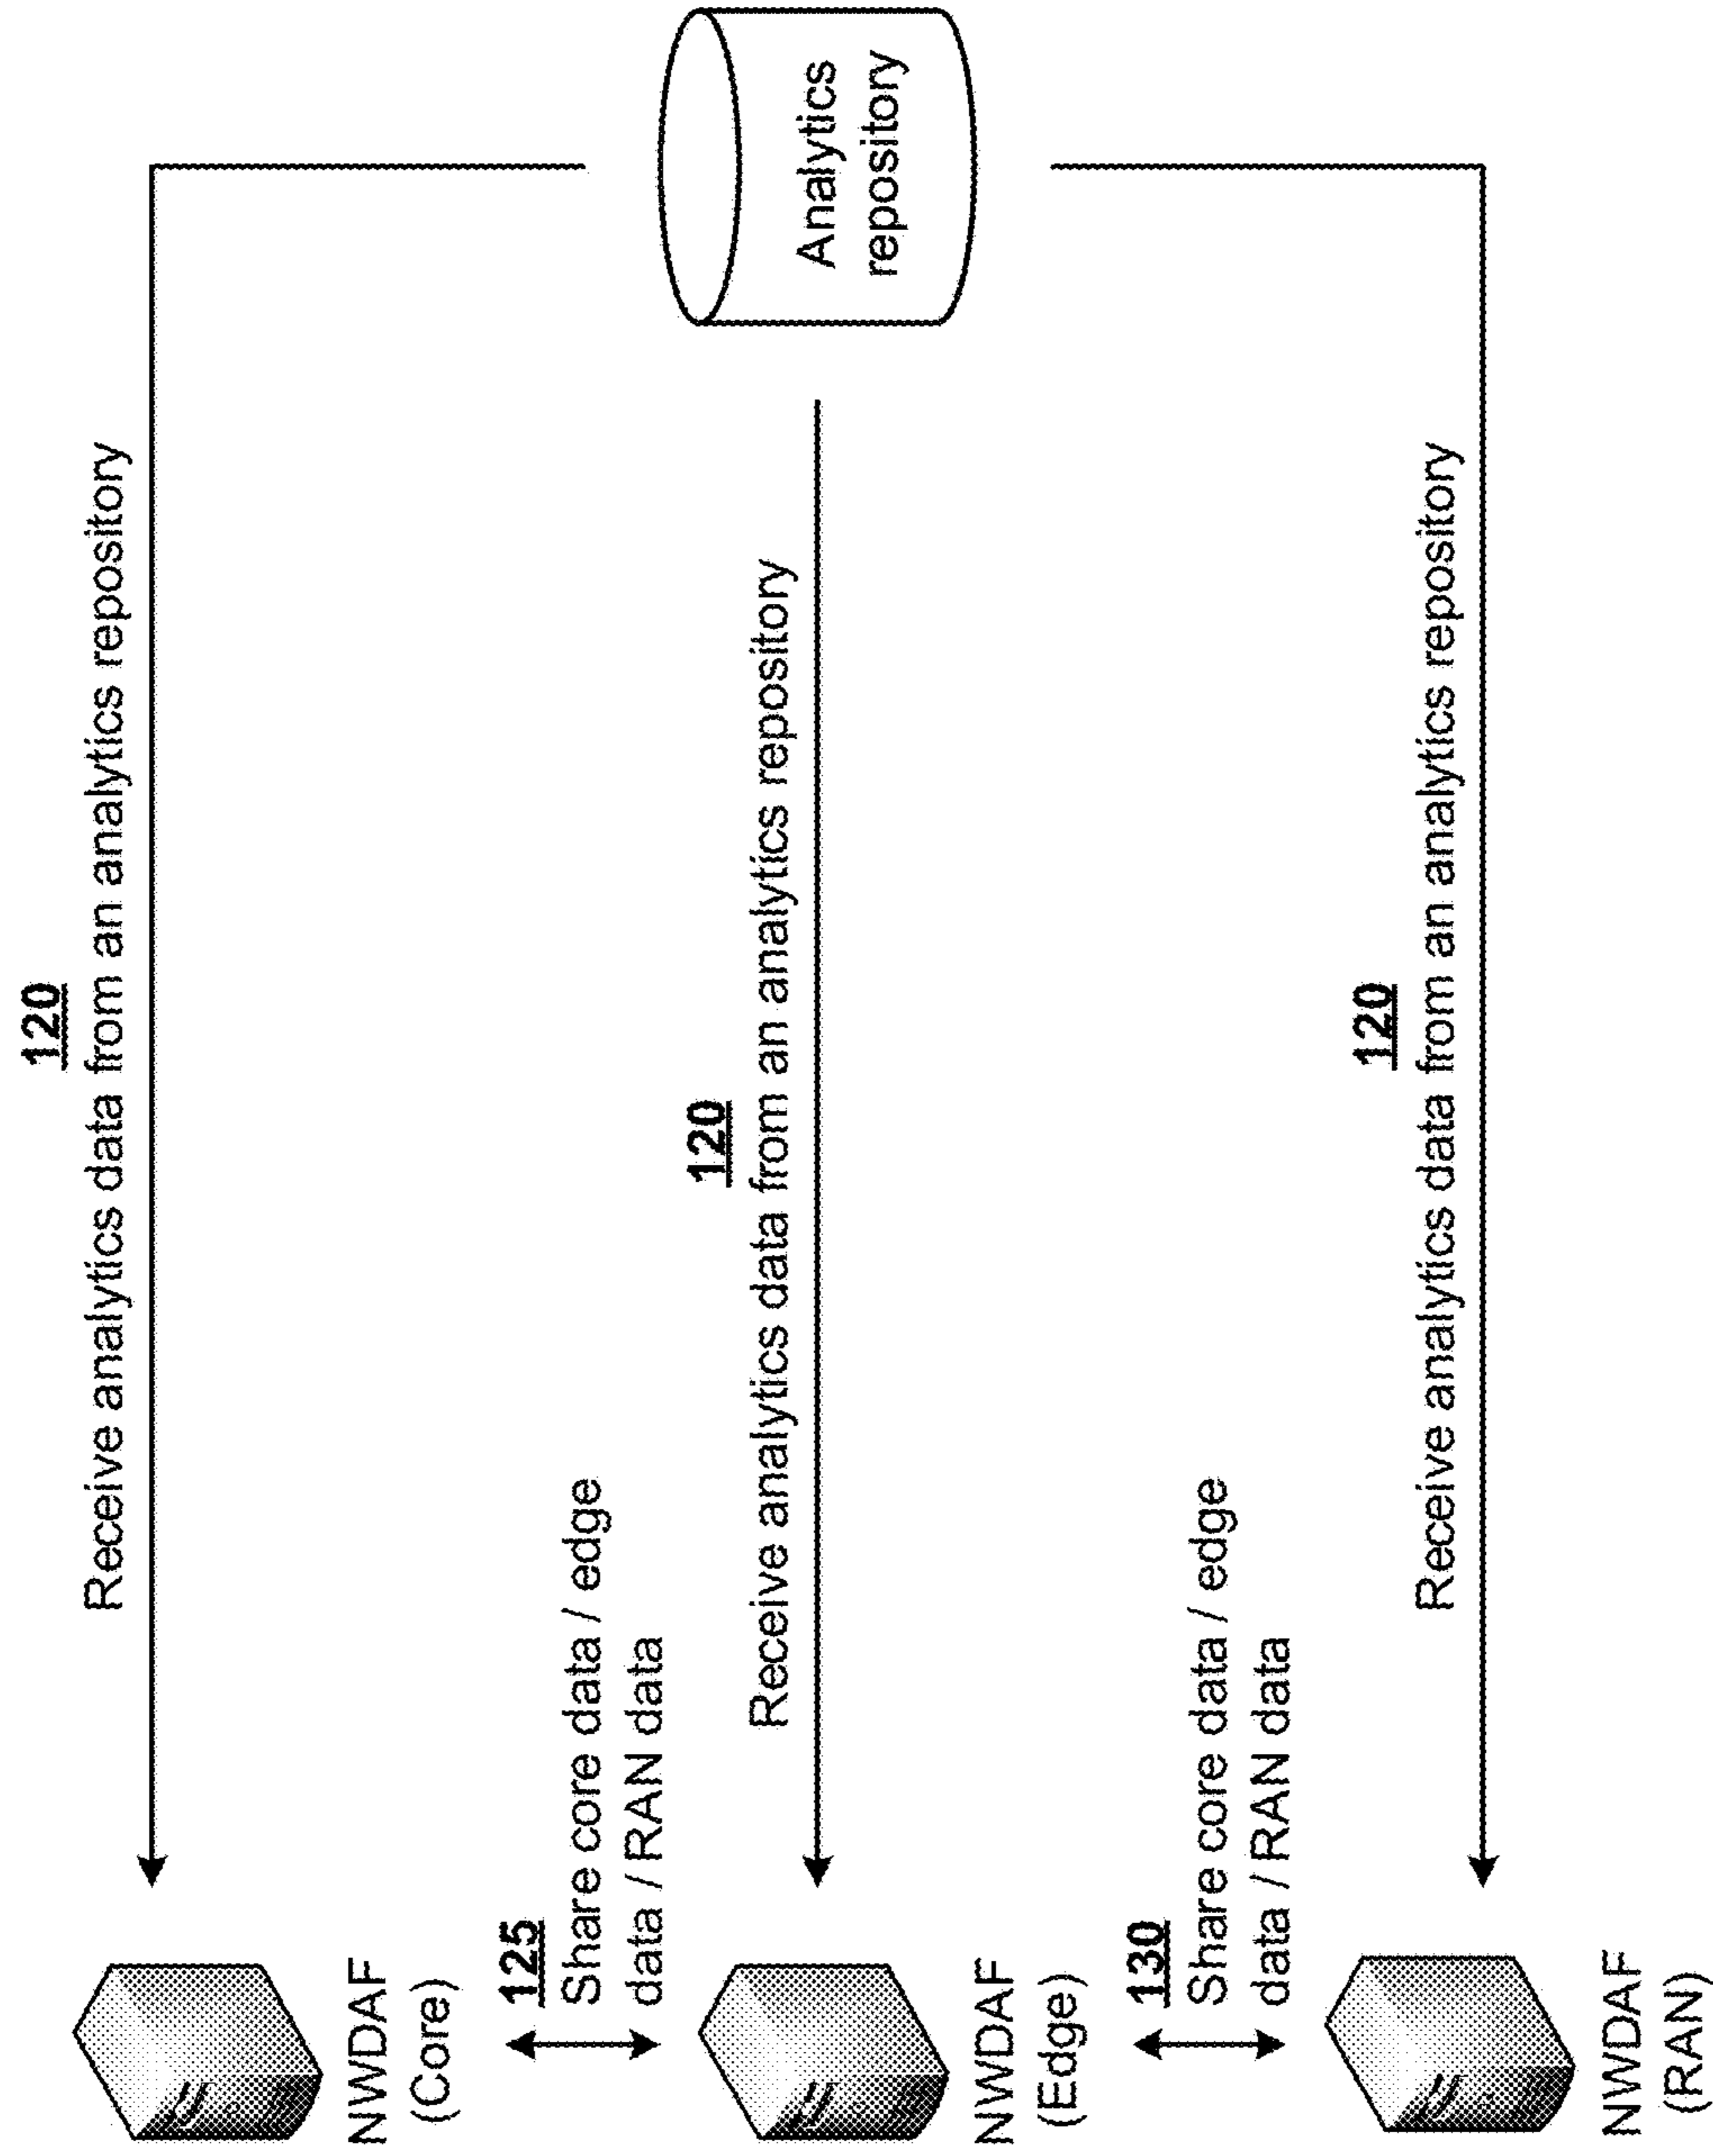 120
Receive analytics data from an analytics repository
NWDAF
(Core)
125
Share core data / edge
data / RAN data
120
Receive analytics data from an analytics repository
Analytics
repository
NWDAF
(Edge)
130
Share core data / edge
data / RAN data
120
Receive analytics data from an analytics repository
NWDAF
(RAN)